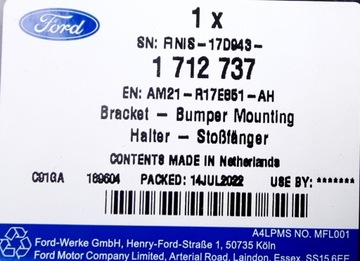 Ford
1 x
SN: FINIS-17D943-
1 712 737
EN: AM21-R17E851-AH
Bracket - Bumper Mounting
Halter - Stoßfänger
CONTENTS MADE IN Netherlands
C91GA 189604 PACKED: 14JUL2022 USE BY: *******
A4LPMS NO. MFL001
Ford-Werke GmbH, Henry-Ford-Straße 1, 50735 Köln
Ford Motor Company Limited, Arterial Road, Laindon, Essex SS15 6EE